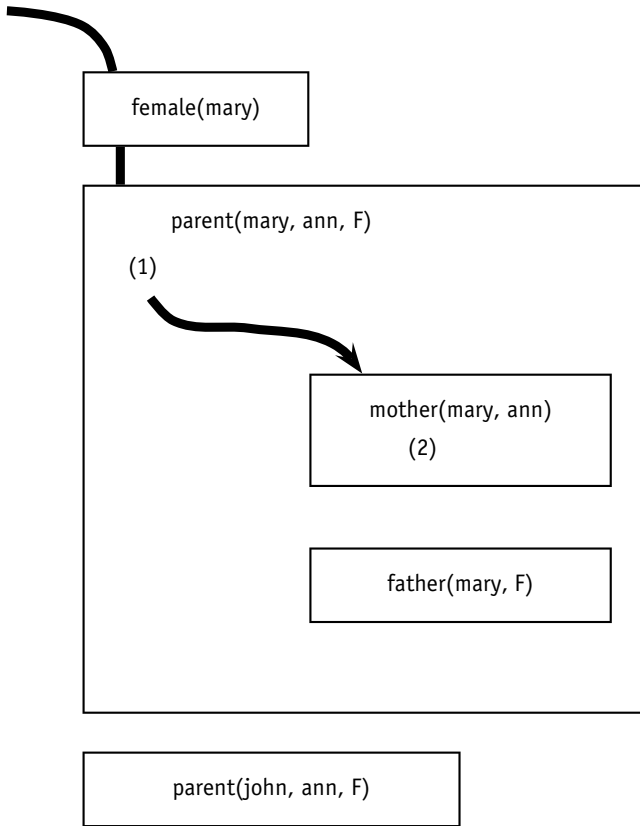 female(mary)
parent(mary, ann, F)
(1)
mother(mary, ann)
(2)
father(mary, F)
parent(john, ann, F)